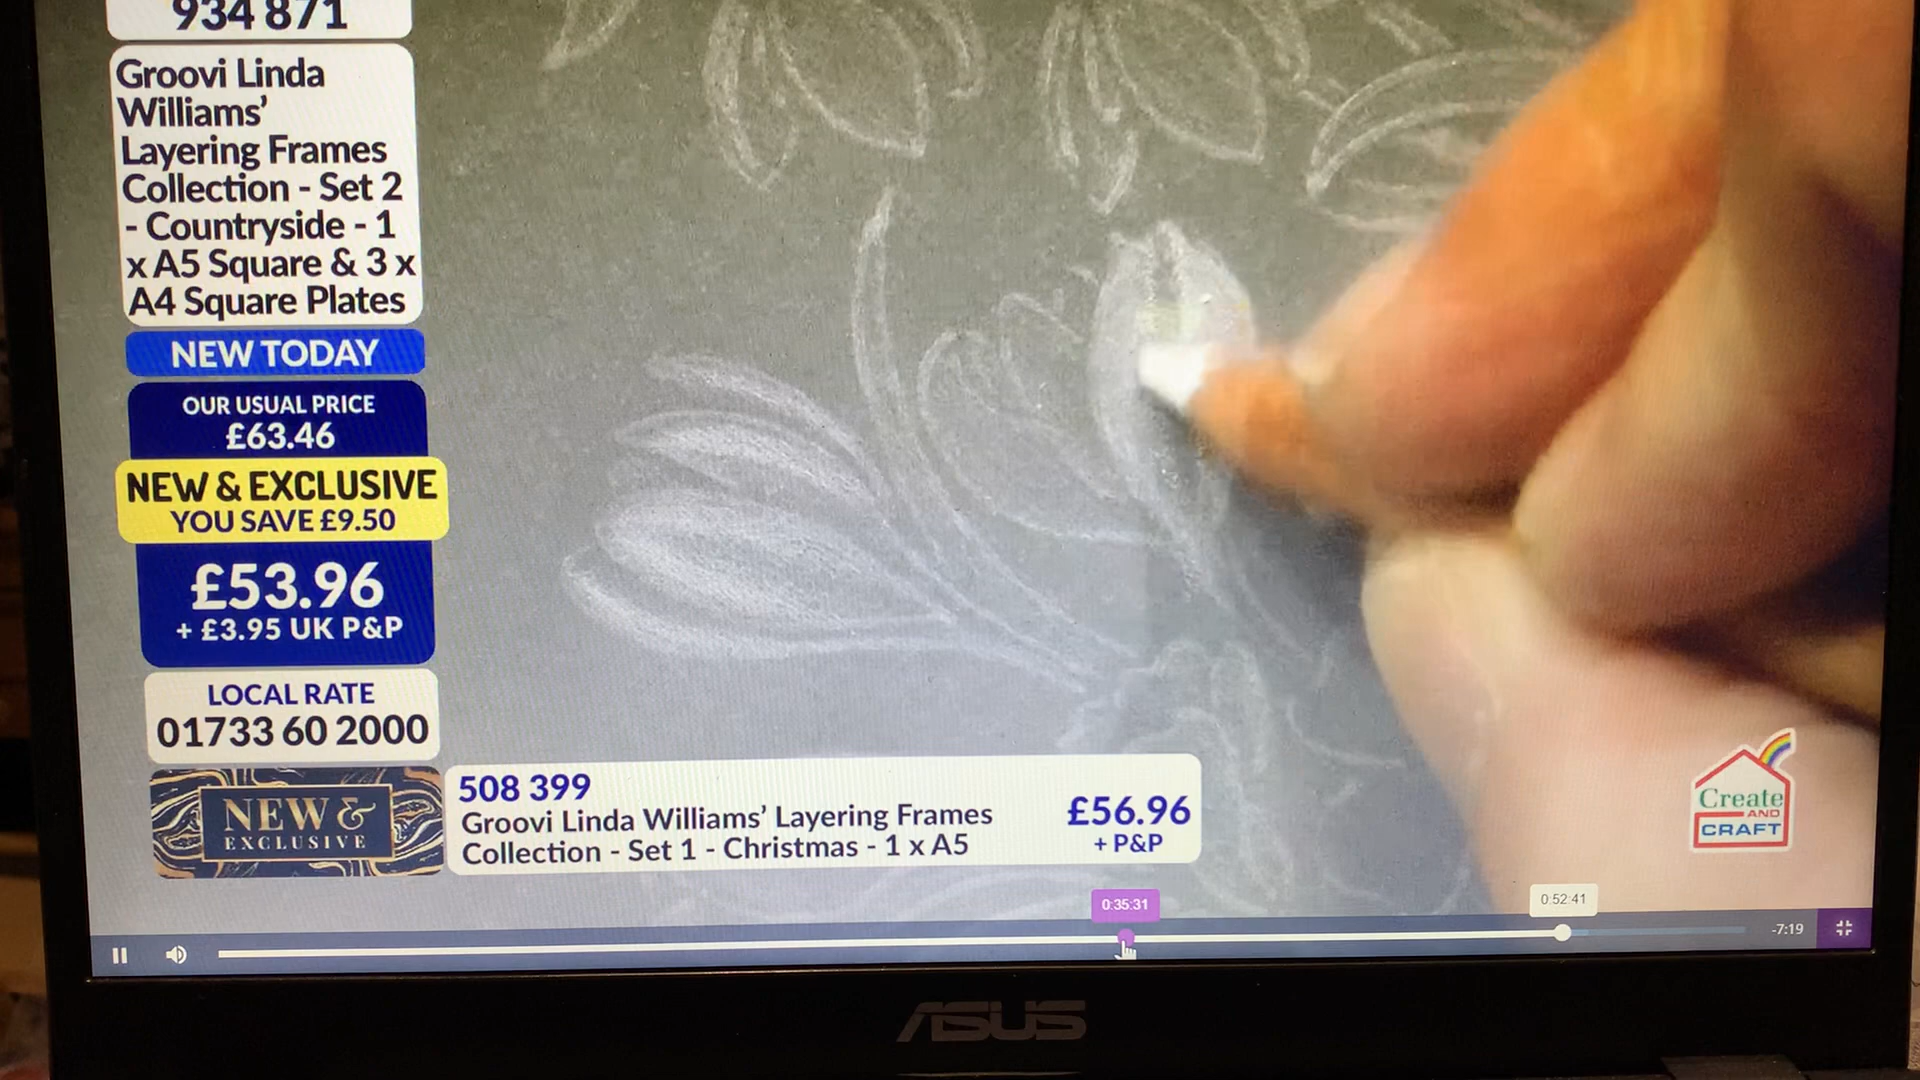 934 871
Groovi Linda
Williams’
Layering Frames
Collection - Set 2
- Countryside - 1
x A5 Square & 3 x
A4 Square Plates
NEW TODAY
OUR USUAL PRICE
£63.46
NEW & EXCLUSIVE
YOU SAVE £9.50
£53.96
+ £3.95 UK P&P
LOCAL RATE
01733 60 2000
NEW &
EXCLUSIVE
508 399
Groovi Linda Williams’ Layering Frames
Collection - Set 1 - Christmas - 1 x A5
£56.96
+ P&P
Create
AND
CRAFT
0:35:31
0:52:41
-7:19
ASUS